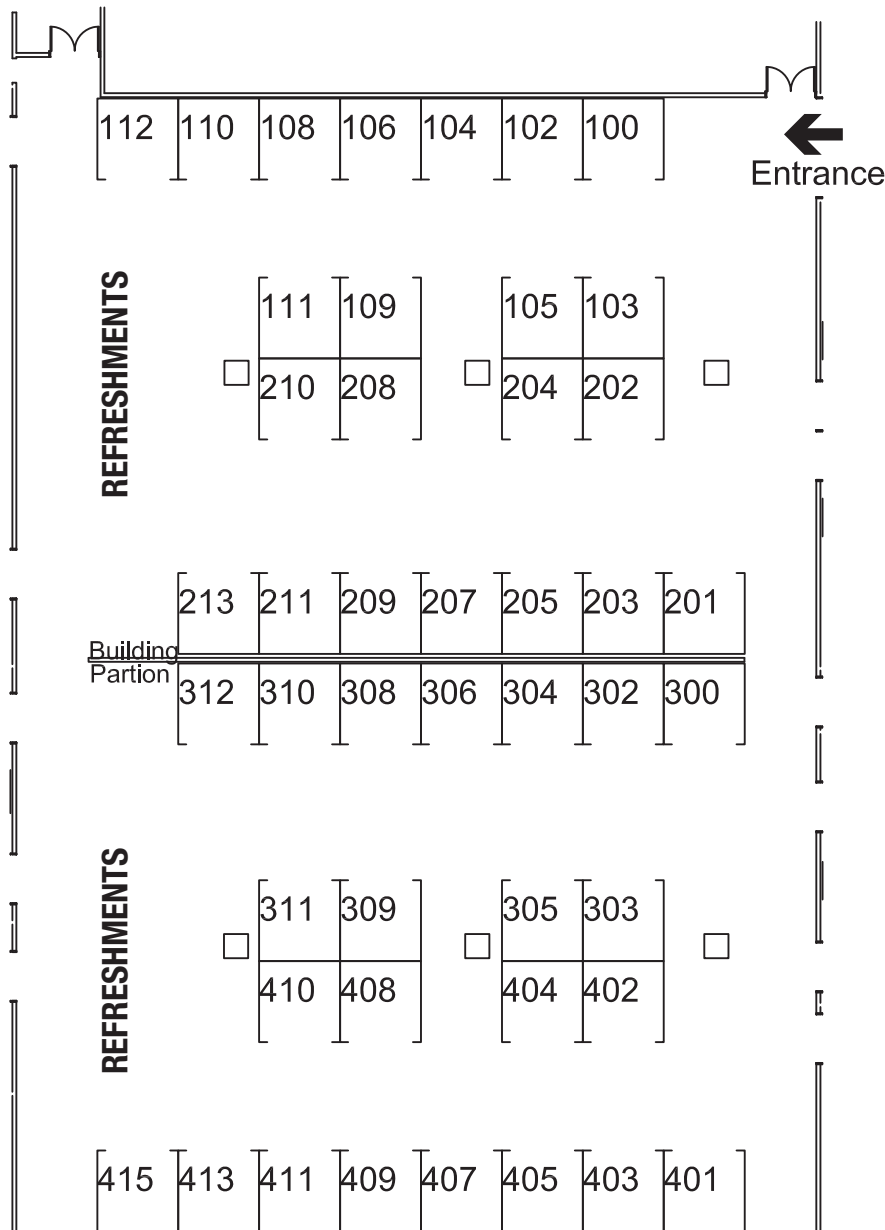 112 110 108 106 104 102 100
Entrance
REFRESHMENTS
111 109 105 103
210 208 204 202
213 211 209 207 205 203 201
Building
Partion
312 310 308 306 304 302 300
REFRESHMENTS
311 309 305 303
410 408 404 402
415 413 411 409 407 405 403 401